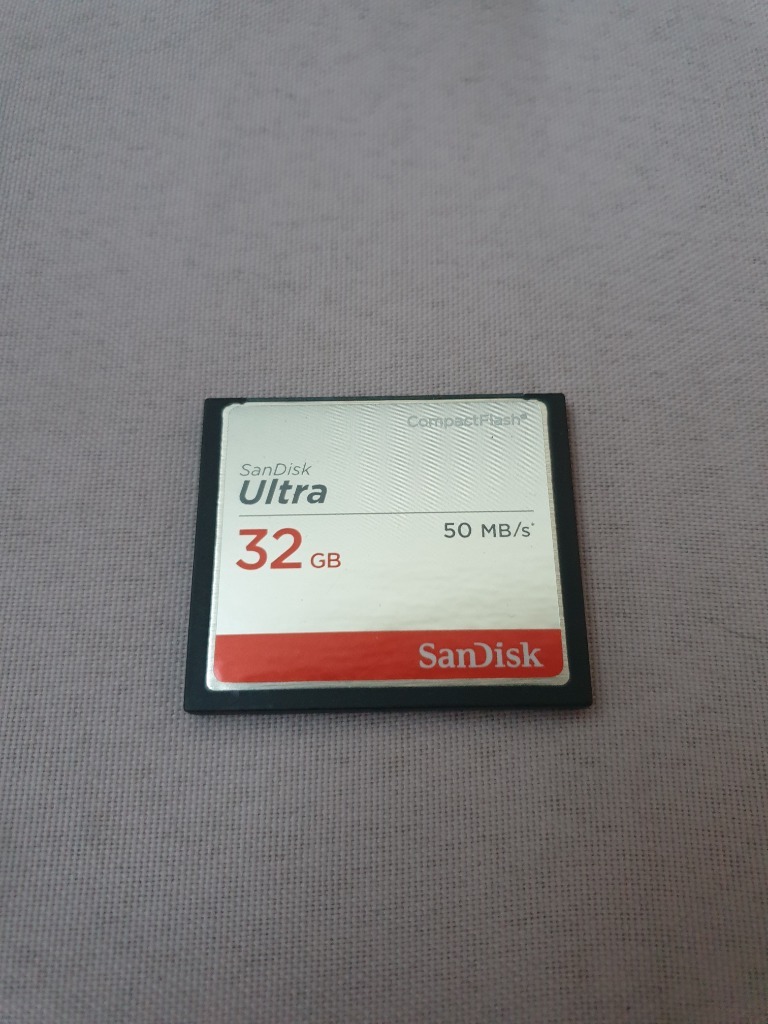 CompactFlash®
SanDisk
Ultra
32 GB
50 MB/s*
SanDisk